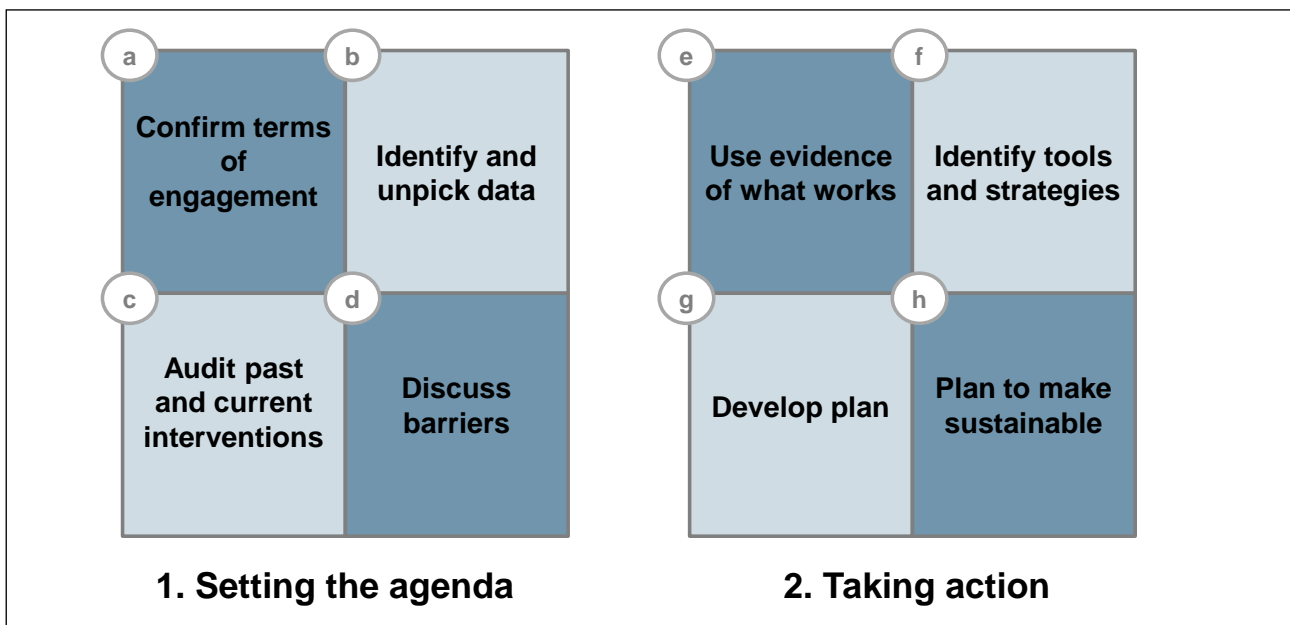 a
Confirm terms
of
engagement
b
Identify and
unpick data
c
Audit past
and current
interventions
d
Discuss
barriers
1. Setting the agenda
e
Use evidence
of what works
f
Identify tools
and strategies
g
Develop plan
h
Plan to make
sustainable
2. Taking action